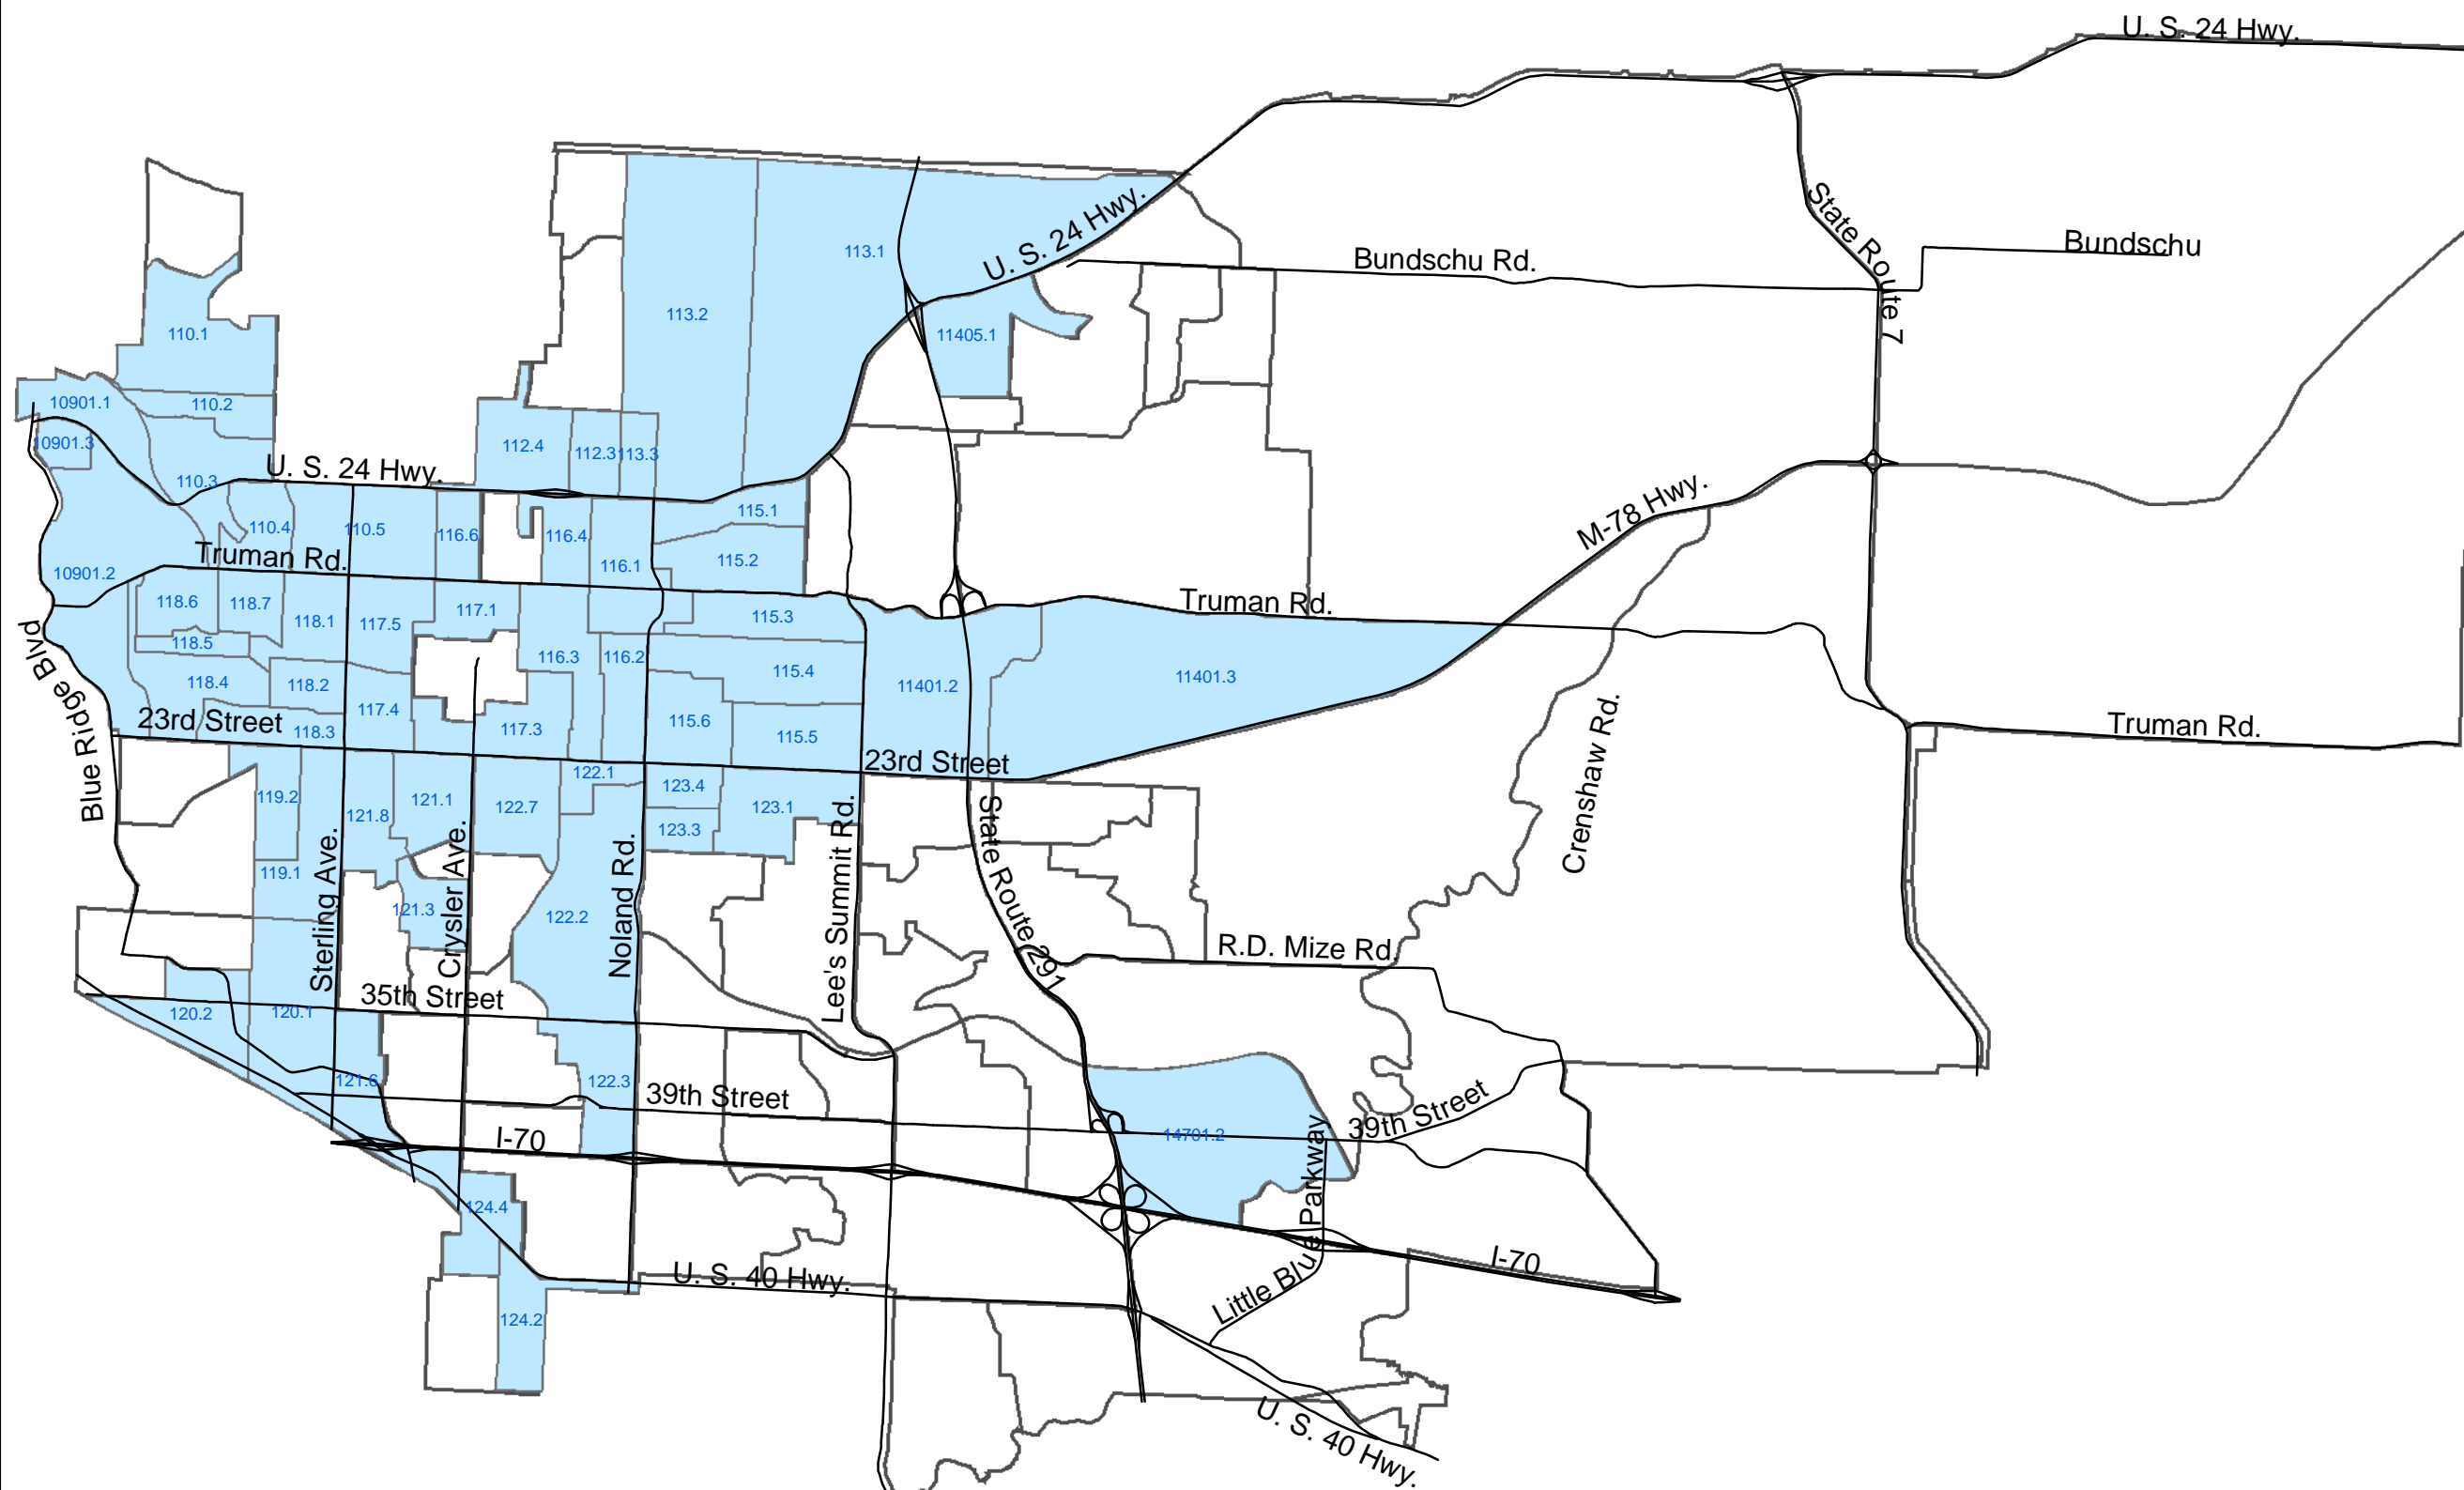 U. S. 24 Hwy.
State Route 7
U. S. 24 Hwy.
Bundschu
113.1
Bundschu Rd.
113.2
110.1
11405.1
10901.1
110.2
10901.3
112.4
112.3
113.3
U. S. 24 Hwy.
110.3
M-78 Hwy.
115.1
110.4
110.5
116.6
116.4
Truman Rd.
115.2
116.1
10901.2
118.6
118.7
117.1
Truman Rd.
115.3
118.1
117.5
118.5
116.3
116.2
115.4
11401.2
11401.3
118.4
118.2
117.4
23rd Street
118.3
117.3
115.6
115.5
Truman Rd.
Blue Ridge Blvd
23rd Street
122.1
123.4
Crenshaw Rd.
119.2
121.1
121.8
122.7
123.1
123.3
119.1
Sterling Ave.
Crysler Ave.
Noland Rd.
Lee's Summit Rd.
State Route 291
121.3
122.2
R.D. Mize Rd.
35th Street
120.2
120.1
121.6
122.3
39th Street
14701.2
39th Street
I-70
124.4
Little Blue Parkway
I-70
U. S. 40 Hwy.
124.2
U. S. 40 Hwy.